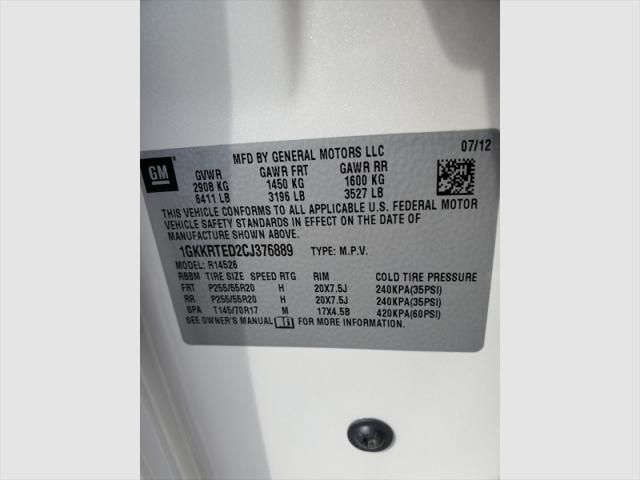 MFD BY GENERAL MOTORS LLC 07/12
GM GVWR GAWR FRT GAWR RR
2908 KG 1450 KG 1600 KG
6411 LB 3196 LB 3527 LB
THIS VEHICLE CONFORMS TO ALL APPLICABLE U.S. FEDERAL MOTOR
VEHICLE SAFETY STANDARDS IN EFFECT ON THE DATE OF
MANUFACTURE SHOWN ABOVE.
1GKKRTED2CJ376889 TYPE: M.P.V.
MODEL: R14526
RBBM TIRE SIZE SPEED RTG RIM COLD TIRE PRESSURE
FRT P255/55R20 H 20X7.5J 240KPA(35PSI)
RR P255/55R20 H 20X7.5J 240KPA(35PSI)
SPA T145/70R17 M 17X4.5B 420KPA(60PSI)
SEE OWNER'S MANUAL FOR MORE INFORMATION.